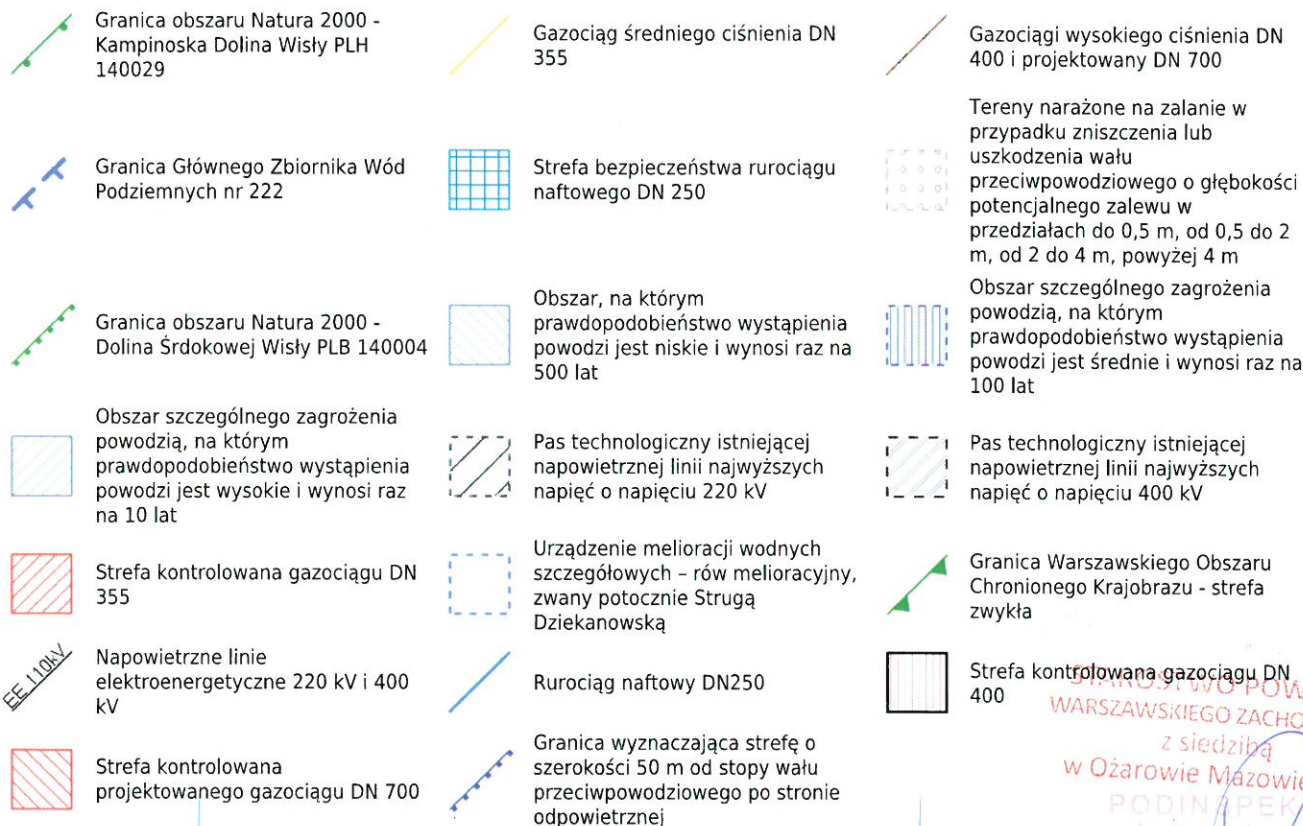 Granica obszaru Natura 2000 -
Kampinoska Dolina Wisły PLH
140029
Gazociąg średniego ciśnienia DN
355
Gazociągi wysokiego ciśnienia DN
400 i projektowany DN 700
Granica Głównego Zbiornika Wód
Podziemnych nr 222
Strefa bezpieczeństwa rurociągu
naftowego DN 250
Tereny narażone na zalanie w
przypadku zniszczenia lub
uszkodzenia wału
przeciwpowodziowego o głębokości
potencjalnego zalewu w
przedziałach do 0,5 m, od 0,5 do 2
m, od 2 do 4 m, powyżej 4 m
Granica obszaru Natura 2000 -
Dolina Śrdokowej Wisły PLB 140004
Obszar, na którym
prawdopodobieństwo wystąpienia
powodzi jest niskie i wynosi raz na
500 lat
Obszar szczególnego zagrożenia
powodzią, na którym
prawdopodobieństwo wystąpienia
powodzi jest średnie i wynosi raz na
100 lat
Obszar szczególnego zagrożenia
powodzią, na którym
prawdopodobieństwo wystąpienia
powodzi jest wysokie i wynosi raz
na 10 lat
Pas technologiczny istniejącej
napowietrznej linii najwyższych
napięć o napięciu 220 kV
Pas technologiczny istniejącej
napowietrznej linii najwyższych
napięć o napięciu 400 kV
Strefa kontrolowana gazociągu DN
355
Urządzenie melioracji wodnych
szczegółowych – rów melioracyjny,
zwany potocznie Strugą
Dziekanowską
Granica Warszawskiego Obszaru
Chronionego Krajobrazu - strefa
zwykła
EE 110kV
Napowietrzne linie
elektroenergetyczne 220 kV i 400
kV
Rurociąg naftowy DN250
Strefa kontrolowana gazociągu DN
400
Strefa kontrolowana
projektowanego gazociągu DN 700
Granica wyznaczająca strefę o
szerokości 50 m od stopy wału
przeciwpowodziowego po stronie
odpowietrznej
STAROSTWO POW
WARSZAWSKIEGO ZACHO
z siedzibą
w Ożarowie Mazowie
PODINSPEK